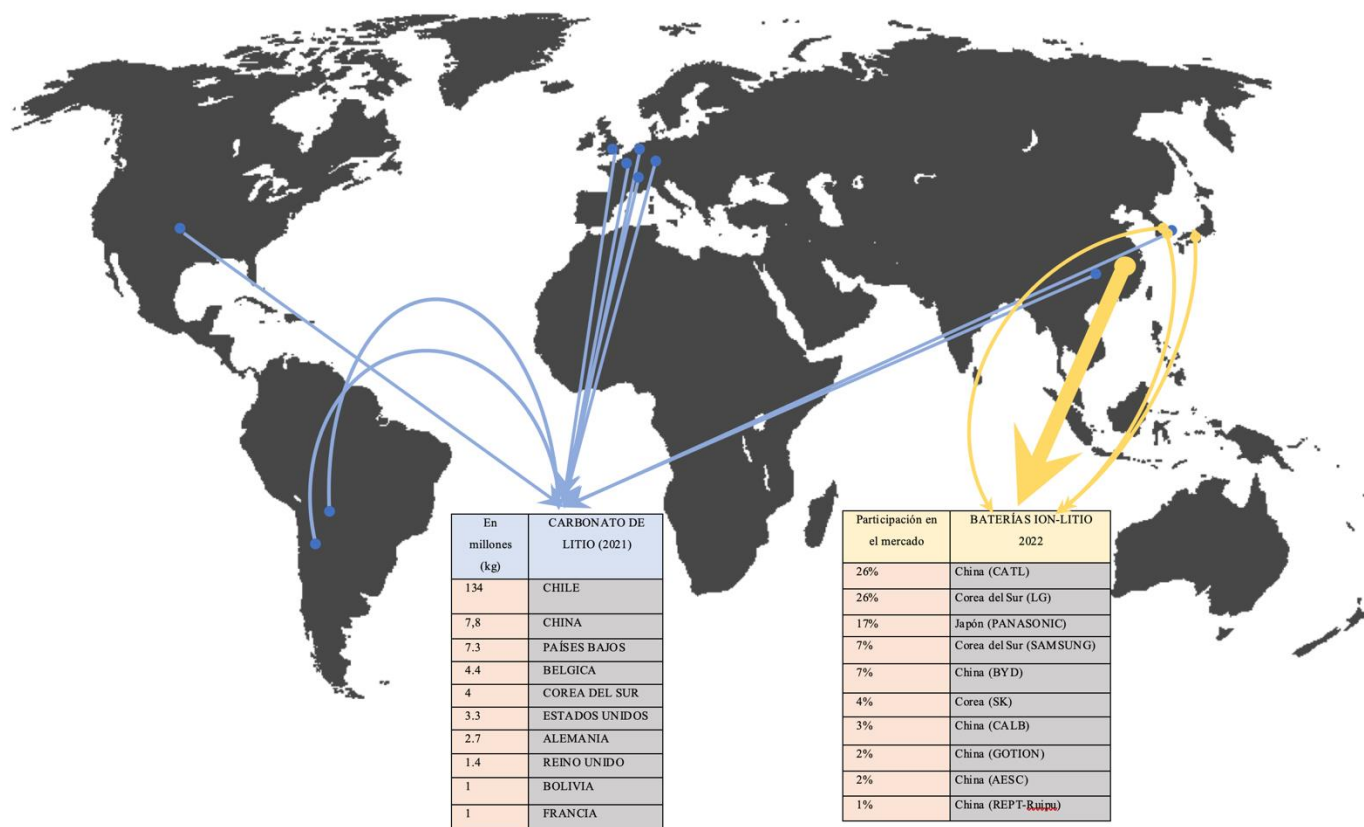 En millones (kg) CARBONATO DE LITIO (2021)
134 CHILE
7,8 CHINA
7.3 PAÍSES BAJOS
4.4 BELGICA
4 COREA DEL SUR
3.3 ESTADOS UNIDOS
2.7 ALEMANIA
1.4 REINO UNIDO
1 BOLIVIA
1 FRANCIA
Participación en el mercado BATERÍAS ION-LITIO 2022
26% China (CATL)
26% Corea del Sur (LG)
17% Japón (PANASONIC)
7% Corea del Sur (SAMSUNG)
7% China (BYD)
4% Corea (SK)
3% China (CALB)
2% China (GOTION)
2% China (AESC)
1% China (REPT-Ruipu)